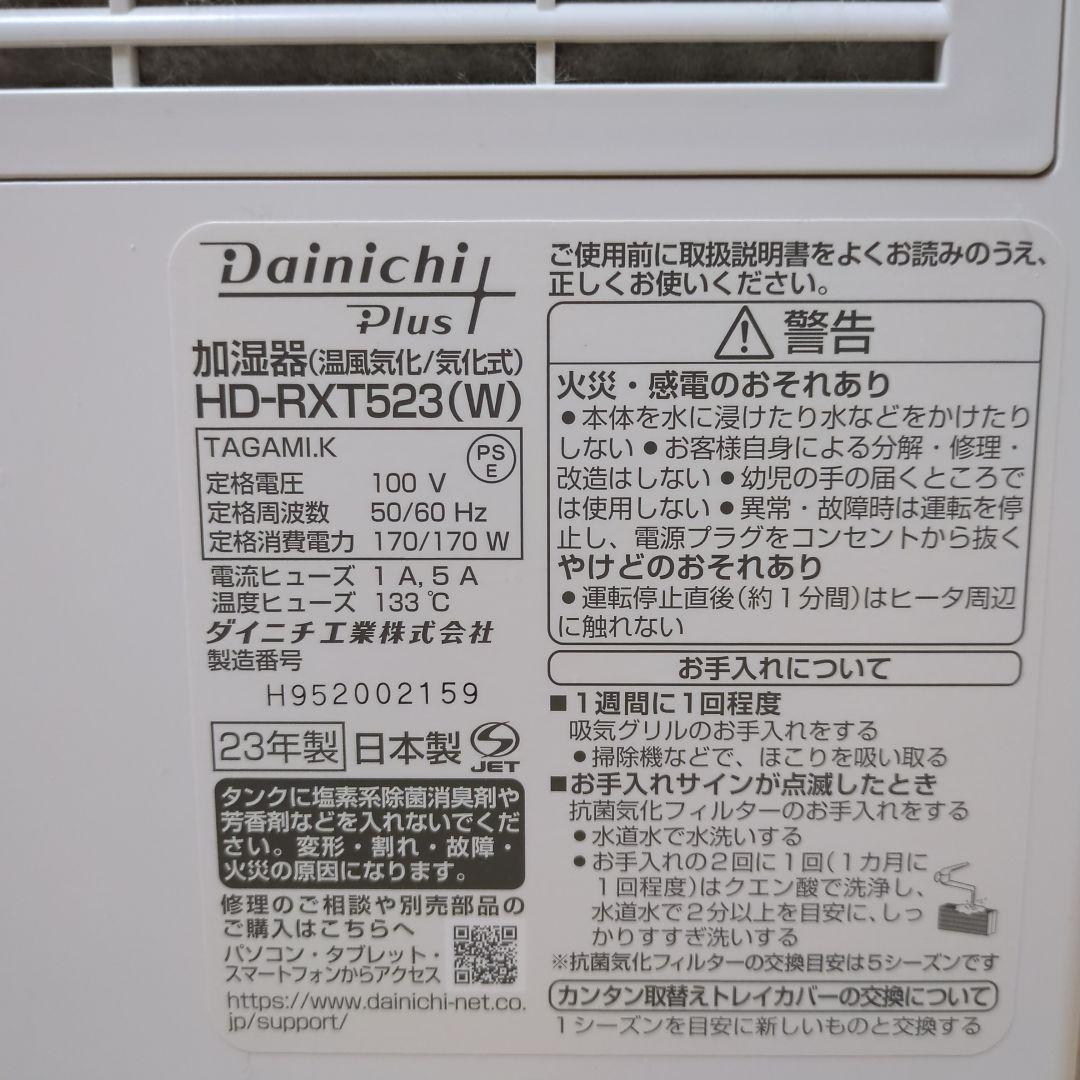 Dainichi
Plus
加湿器(温風気化/気化式)
HD-RXT523(W)
TAGAMI.K
PS
E
定格電圧 100 V
定格周波数 50/60 Hz
定格消費電力 170/170 W
電流ヒューズ 1 A, 5 A
温度ヒューズ 133 ℃
ダイニチ工業株式会社
製造番号
H952002159
23年製 日本製 JET
タンクに塩素系除菌消臭剤や
芳香剤などを入れないでくだ
さい。変形・割れ・故障・
火災の原因になります。
修理のご相談や別売部品の
ご購入はこちらへ
パソコン・タブレット・
スマートフォンからアクセス
https://www.dainichi-net.co.
jp/support/
ご使用前に取扱説明書をよくお読みのうえ、
正しくお使いください。
警告
火災・感電のおそれあり
●本体を水に浸けたり水などをかけたり
しない ●お客様自身による分解・修理・
改造はしない ●幼児の手の届くところで
は使用しない ●異常・故障時は運転を停
止し、電源プラグをコンセントから抜く
やけどのおそれあり
●運転停止直後(約1分間)はヒータ周辺
に触れない
お手入れについて
■1週間に1回程度
吸気グリルのお手入れをする
●掃除機などで、ほこりを吸い取る
■お手入れサインが点滅したとき
抗菌気化フィルターのお手入れをする
●水道水で水洗いする
●お手入れの2回に1回(1カ月に
1回程度)はクエン酸で洗浄し、
水道水で2分以上を目安に、しっ
かりすすぎ洗いする
※抗菌気化フィルターの交換目安は5シーズンです
カンタン取替えトレイカバーの交換について
1シーズンを目安に新しいものと交換する